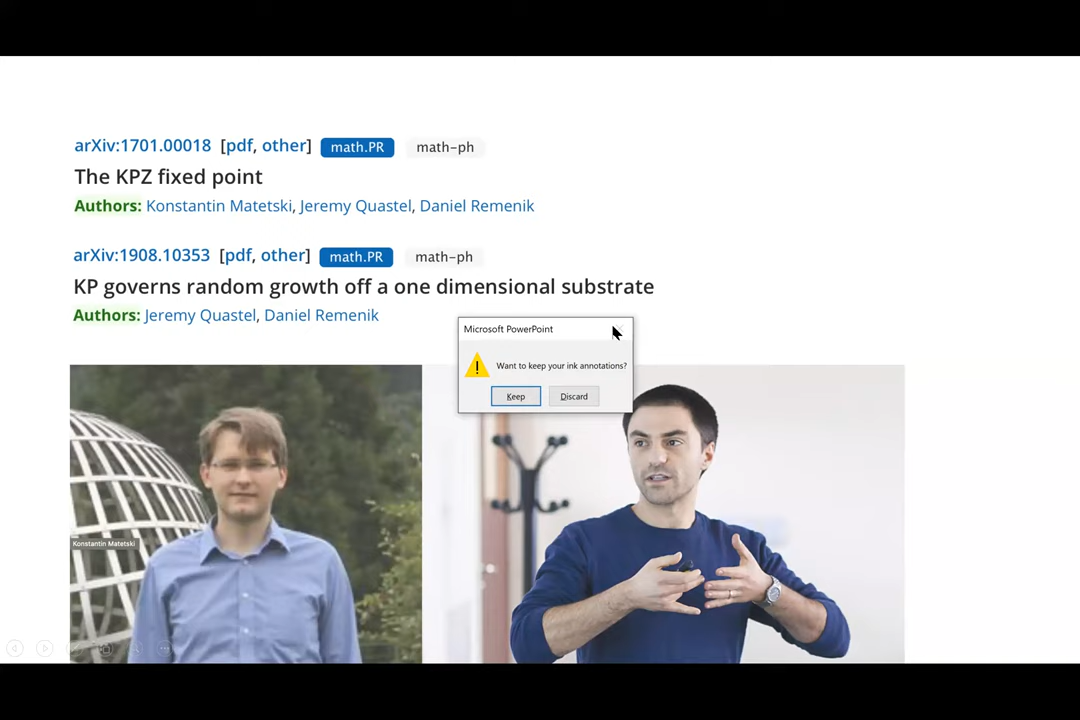 arXiv:1701.00018 [pdf, other] math.PR math-ph
The KPZ fixed point
Authors: Konstantin Matetski, Jeremy Quastel, Daniel Remenik
arXiv:1908.10353 [pdf, other] math.PR math-ph
KP governs random growth off a one dimensional substrate
Authors: Jeremy Quastel, Daniel Remenik
Microsoft PowerPoint
Want to keep your ink annotations?
Keep Discard
Konstantin Matetski